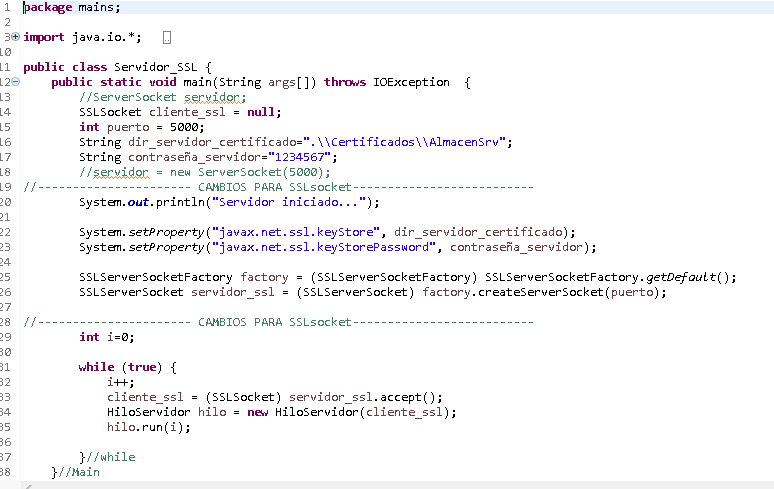 1 package mains;
2
3 import java.io.*;
10
11 public class Servidor_SSL {
12 public static void main(String args[]) throws IOException {
13 //ServerSocket servidor;
14 SSLSocket cliente_ssl = null;
15 int puerto = 5000;
16 String dir_servidor_certificado=".\\Certificados\\AlmacenSrv";
17 String contraseña_servidor="1234567";
18 //servidor = new ServerSocket(5000);
19 //---------------------- CAMBIOS PARA SSLsocket--------------------------
20 System.out.println("Servidor iniciado...");
21
22 System.setProperty("javax.net.ssl.keyStore", dir_servidor_certificado);
23 System.setProperty("javax.net.ssl.keyStorePassword", contraseña_servidor);
24
25 SSLServerSocketFactory factory = (SSLServerSocketFactory) SSLServerSocketFactory.getDefault();
26 SSLServerSocket servidor_ssl = (SSLServerSocket) factory.createServerSocket(puerto);
27
28 //---------------------- CAMBIOS PARA SSLsocket--------------------------
29 int i=0;
30
31 while (true) {
32 i++;
33 cliente_ssl = (SSLSocket) servidor_ssl.accept();
34 HiloServidor hilo = new HiloServidor(cliente_ssl);
35 hilo.run(i);
36
37 }//while
38 }//Main